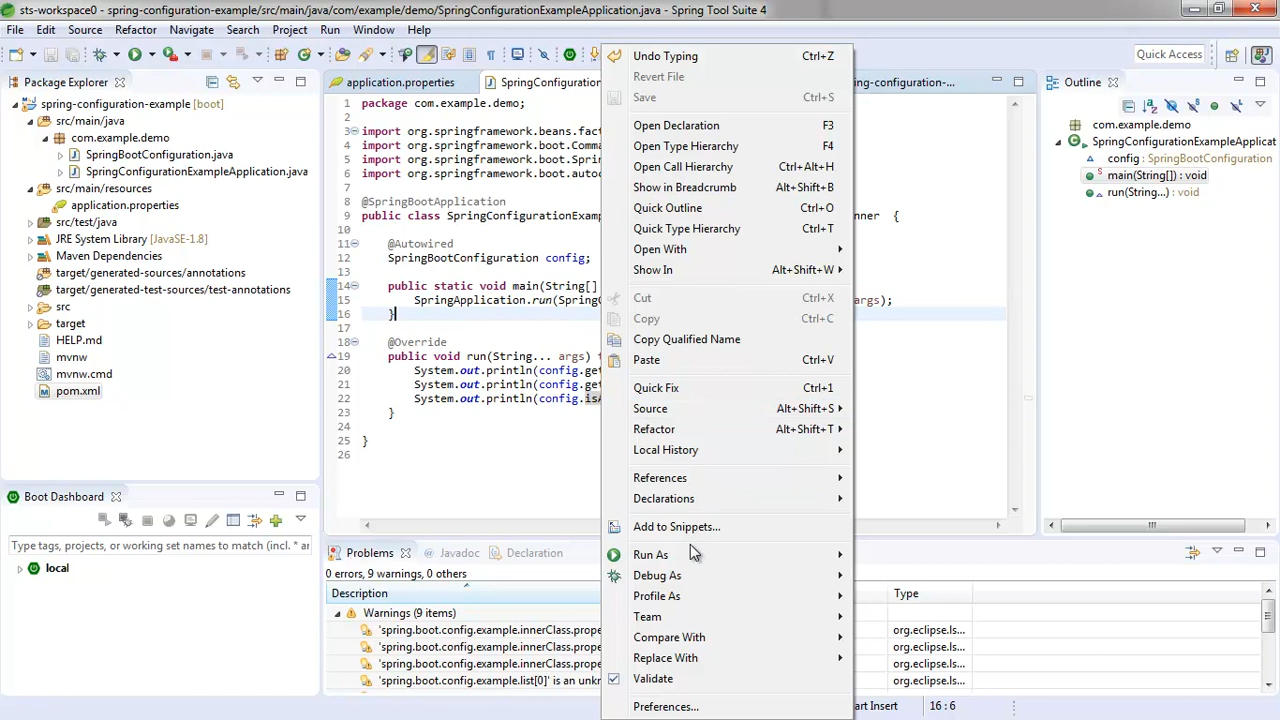 sts-workspace0 - spring-configuration-example/src/main/java/com/example/demo/SpringConfigurationExampleApplication.java - Spring Tool Suite 4
File Edit Source Refactor Navigate Search Project Run Window Help
Quick Access
Package Explorer
spring-configuration-example [boot]
src/main/java
com.example.demo
SpringBootConfiguration.java
SpringConfigurationExampleApplication.java
src/main/resources
application.properties
src/test/java
JRE System Library [JavaSE-1.8]
Maven Dependencies
target/generated-sources/annotations
target/generated-test-sources/test-annotations
src
target
HELP.md
mvnw
mvnw.cmd
pom.xml
Boot Dashboard
Type tags, projects, or working set names to match (incl. *
local
application.properties
SpringConfiguration
ng-configuration-...
1 package com.example.demo;
2
3 import org.springframework.beans.fact
4 import org.springframework.boot.Comma
5 import org.springframework.boot.Sprin
6 import org.springframework.boot.autoc
7
8 @SpringBootApplication
9 public class SpringConfigurationExamp nner {
10
11 @Autowired
12 SpringBootConfiguration config;
13
14 public static void main(String[]
15 SpringApplication.run(SpringC args);
16 }
17
18 @Override
19 public void run(String... args) t
20 System.out.println(config.get
21 System.out.println(config.get
22 System.out.println(config.isA
23 }
24
25 }
26
Undo Typing Ctrl+Z
Revert File
Save Ctrl+S
Open Declaration F3
Open Type Hierarchy F4
Open Call Hierarchy Ctrl+Alt+H
Show in Breadcrumb Alt+Shift+B
Quick Outline Ctrl+O
Quick Type Hierarchy Ctrl+T
Open With
Show In Alt+Shift+W
Cut Ctrl+X
Copy Ctrl+C
Copy Qualified Name
Paste Ctrl+V
Quick Fix Ctrl+1
Source Alt+Shift+S
Refactor Alt+Shift+T
Local History
References
Declarations
Add to Snippets...
Run As
Debug As
Profile As
Team
Compare With
Replace With
Validate
Preferences...
Outline
com.example.demo
SpringConfigurationExampleApplicat
config : SpringBootConfiguration
main(String[]) : void
run(String...) : void
Problems Javadoc Declaration
0 errors, 9 warnings, 0 others
Description Type
Warnings (9 items)
'spring.boot.config.example.innerClass.prope org.eclipse.ls...
'spring.boot.config.example.innerClass.prope org.eclipse.ls...
'spring.boot.config.example.innerClass.prope org.eclipse.ls...
'spring.boot.config.example.list[0]' is an unkn org.eclipse.ls...
art Insert 16 : 6